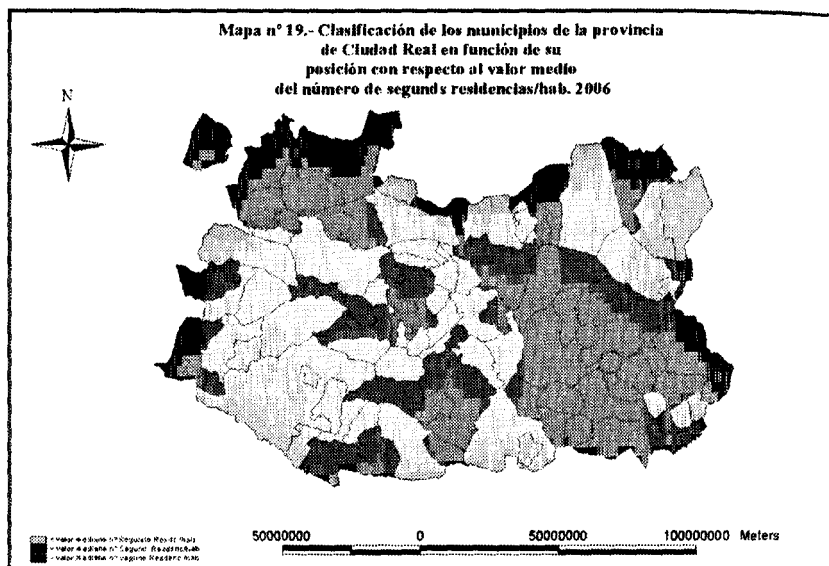 Mapa nº 19.- Clasificación de los municipios de la provincia
de Ciudad Real en función de su
posición con respecto al valor medio
del número de segunds residencias/hab. 2006
N
50000000 0 50000000 100000000 Meters